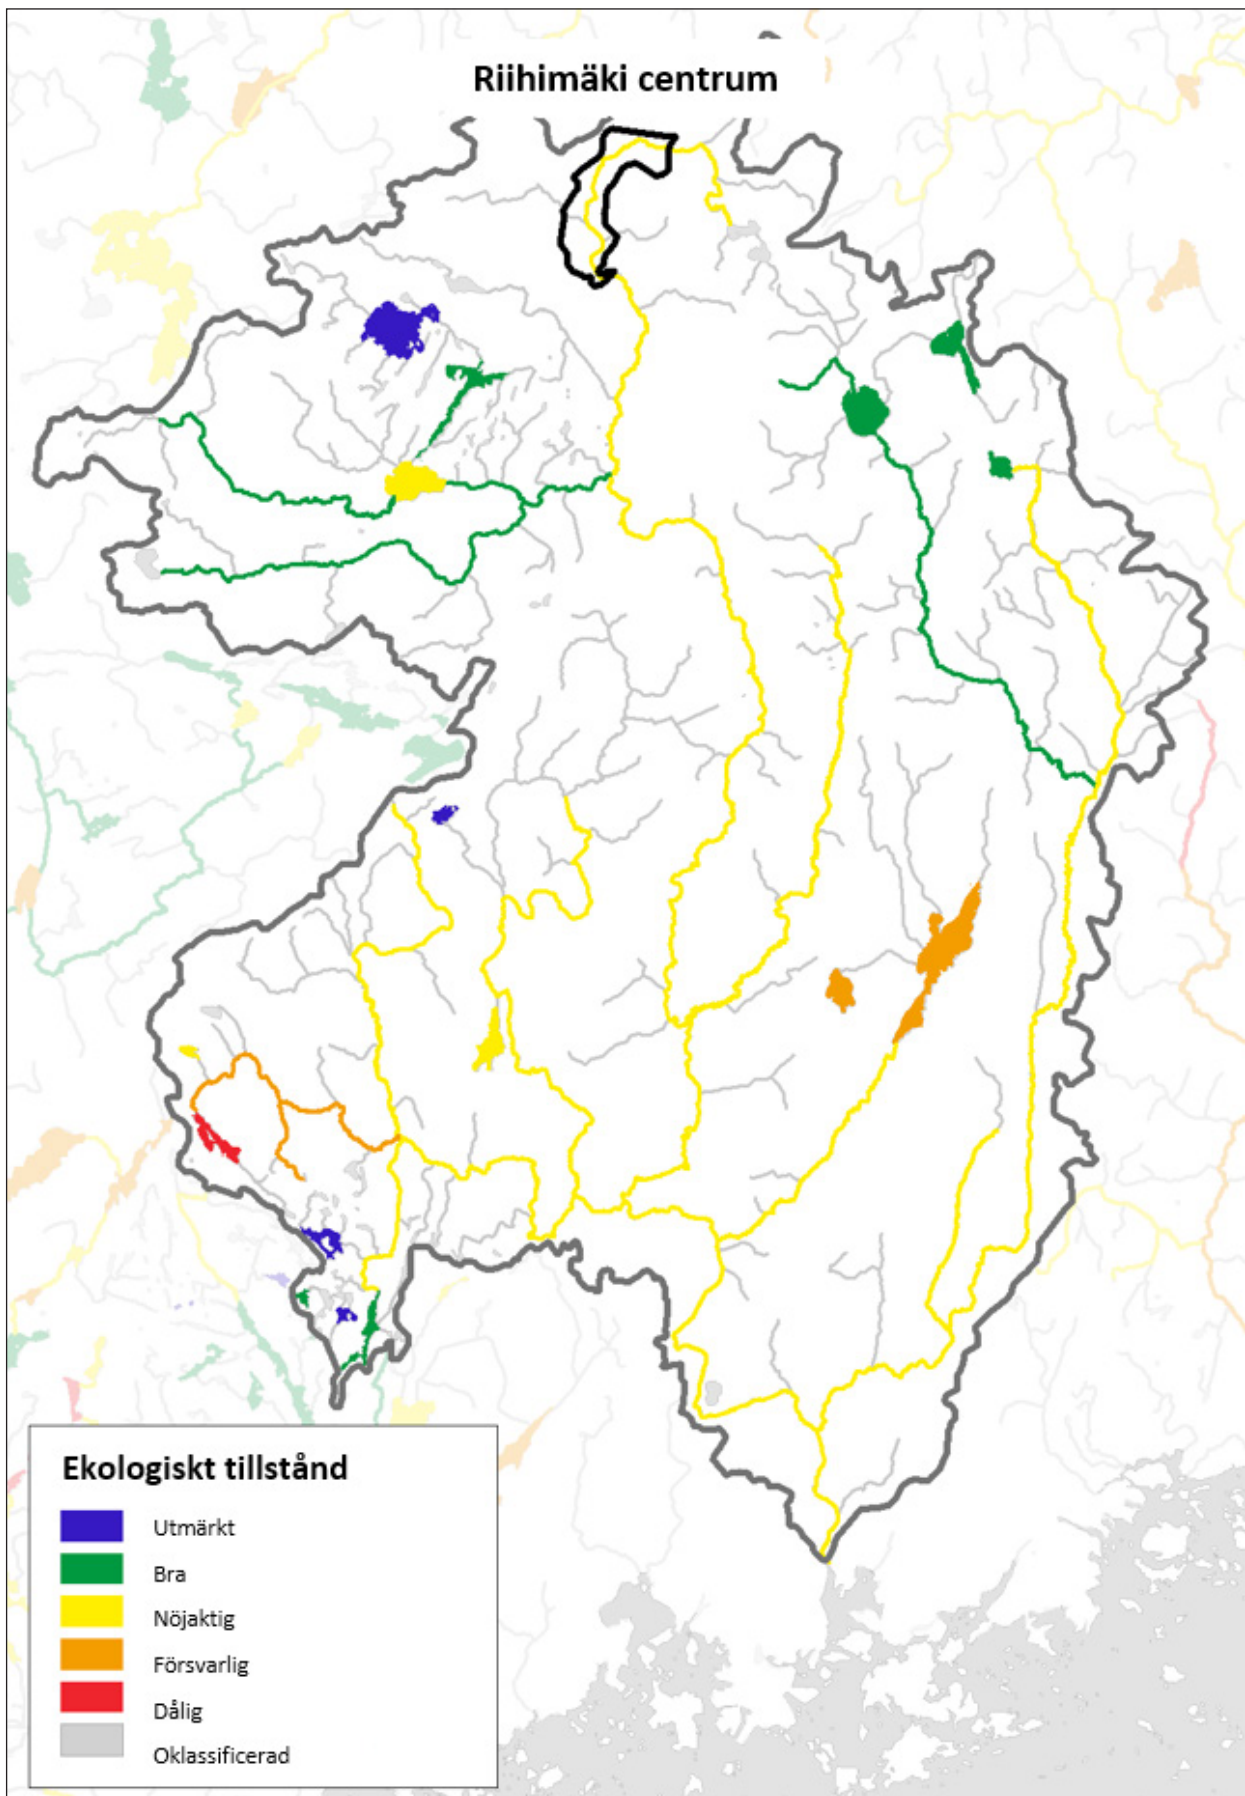 Riihimäki centrum
Ekologiskt tillstånd
Utmärkt
Bra
Nöjaktig
Försvarlig
Dålig
Oklassificerad